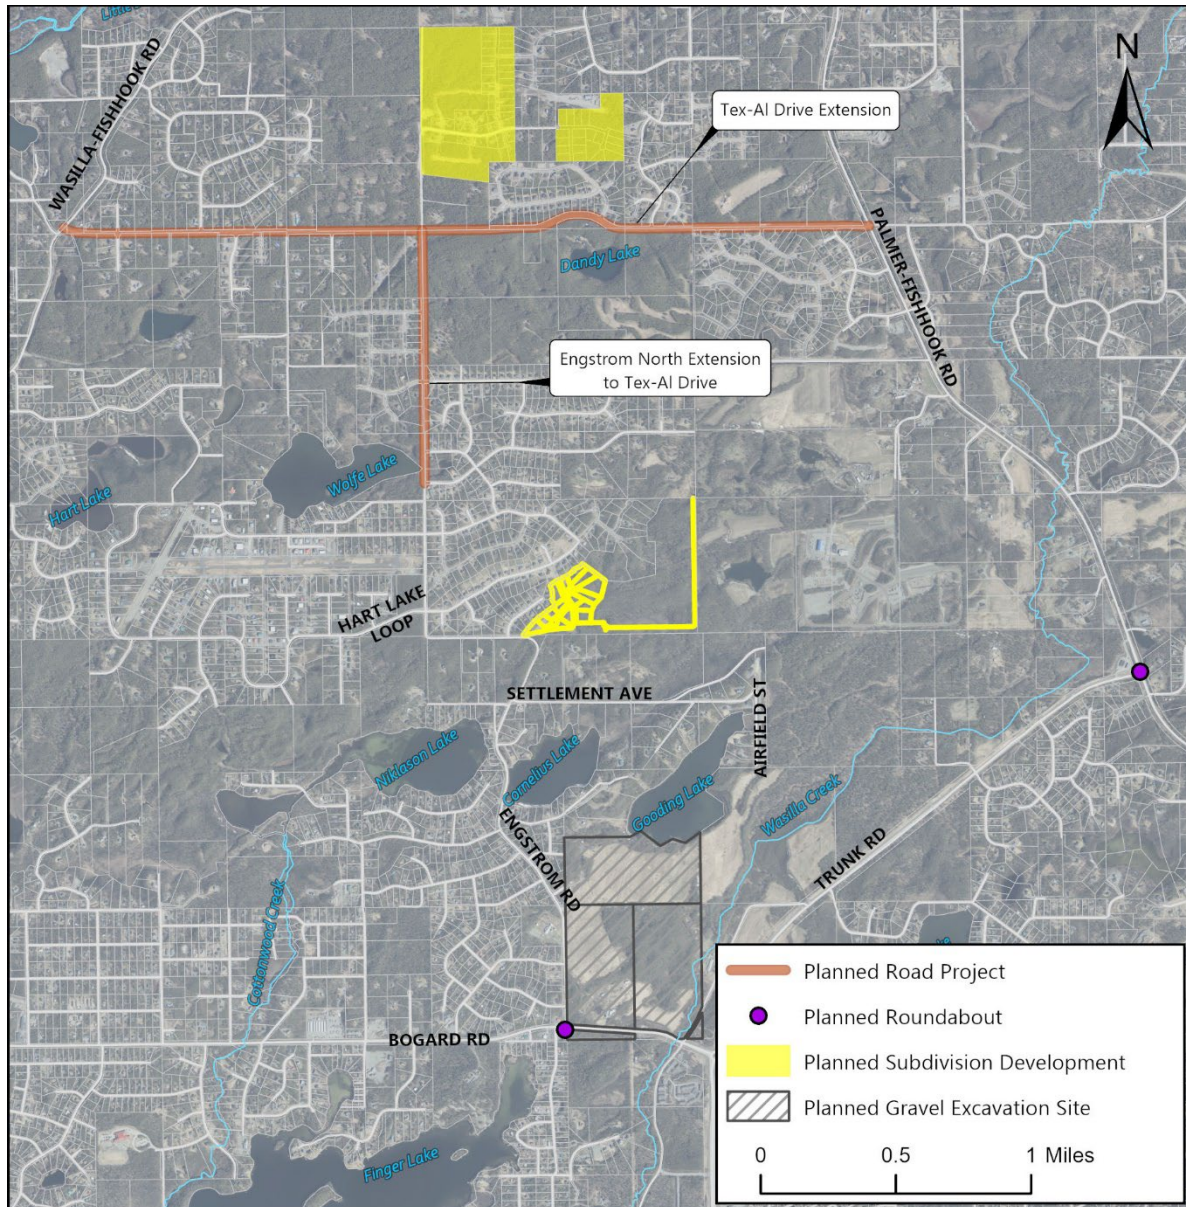 Little
WASILLA-FISHHOOK RD
N
Tex-Al Drive Extension
PALMER-FISHHOOK RD
Dandy Lake
Engstrom North Extension
to Tex-Al Drive
Wolfe Lake
Hart Lake
HART LAKE
LOOP
SETTLEMENT AVE
AIRFIELD ST
Niklason Lake
Cornelius Lake
Gooding Lake
Wasilla Creek
ENGSTROM RD
TRUNK RD
Cottonwood Creek
BOGARD RD
Finger Lake
Planned Road Project
Planned Roundabout
Planned Subdivision Development
Planned Gravel Excavation Site
0 0.5 1 Miles